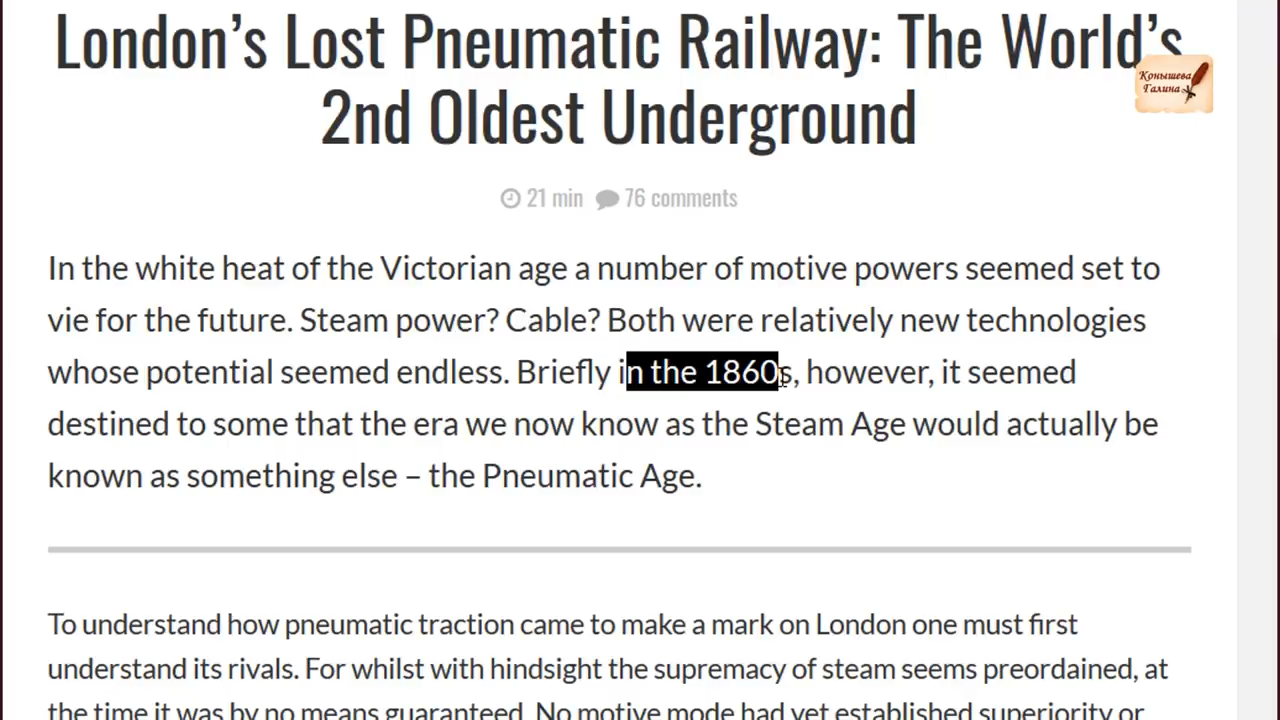 London’s Lost Pneumatic Railway: The World’s
2nd Oldest Underground
Конышева
Галина
21 min 76 comments
In the white heat of the Victorian age a number of motive powers seemed set to
vie for the future. Steam power? Cable? Both were relatively new technologies
whose potential seemed endless. Briefly in the 1860s, however, it seemed
destined to some that the era we now know as the Steam Age would actually be
known as something else – the Pneumatic Age.
To understand how pneumatic traction came to make a mark on London one must first
understand its rivals. For whilst with hindsight the supremacy of steam seems preordained, at
the time it was by no means guaranteed. No motive mode had yet established superiority or